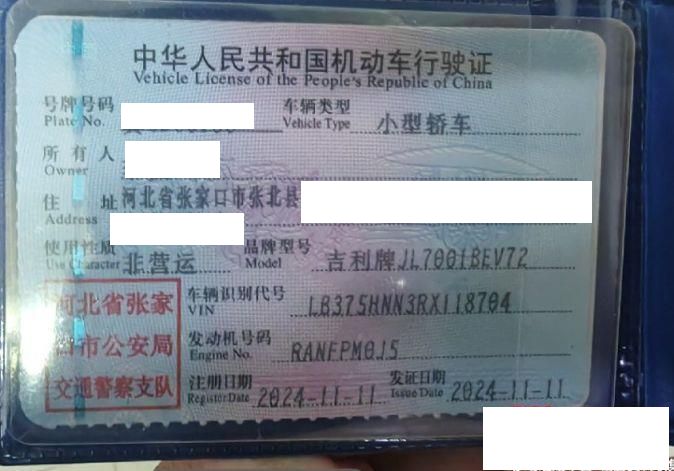 中华人民共和国机动车行驶证
Vehicle License of the People's Republic of China
号牌号码 车辆类型 小型轿车
Plate No. Vehicle Type
所有人
Owner
住址 河北省张家口市张北县
Address
使用性质 非营运 品牌型号 吉利牌JL7001BEV72
Use Character Model
河北省张家
口市公安局
交通警察支队
车辆识别代号 LB375HNN3RX118704
VIN
发动机号码 RANFPM0J5
Engine No.
注册日期 2024-11-11 发证日期 2024-11-11
Register Date Issue Date